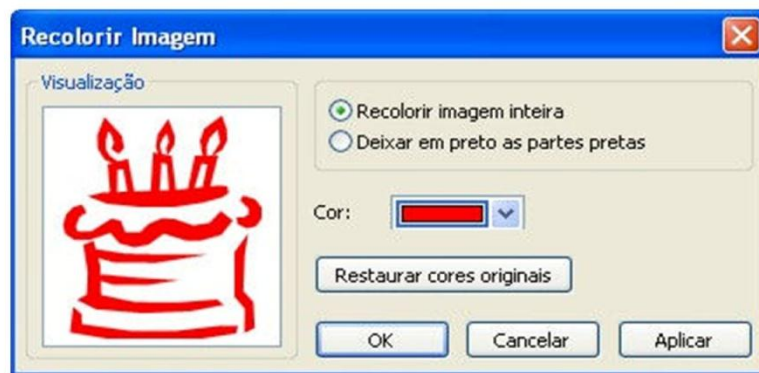 Recolorir Imagem
Visualização
Recolorir imagem inteira
Deixar em preto as partes pretas
Cor:
Restaurar cores originais
OK
Cancelar
Aplicar